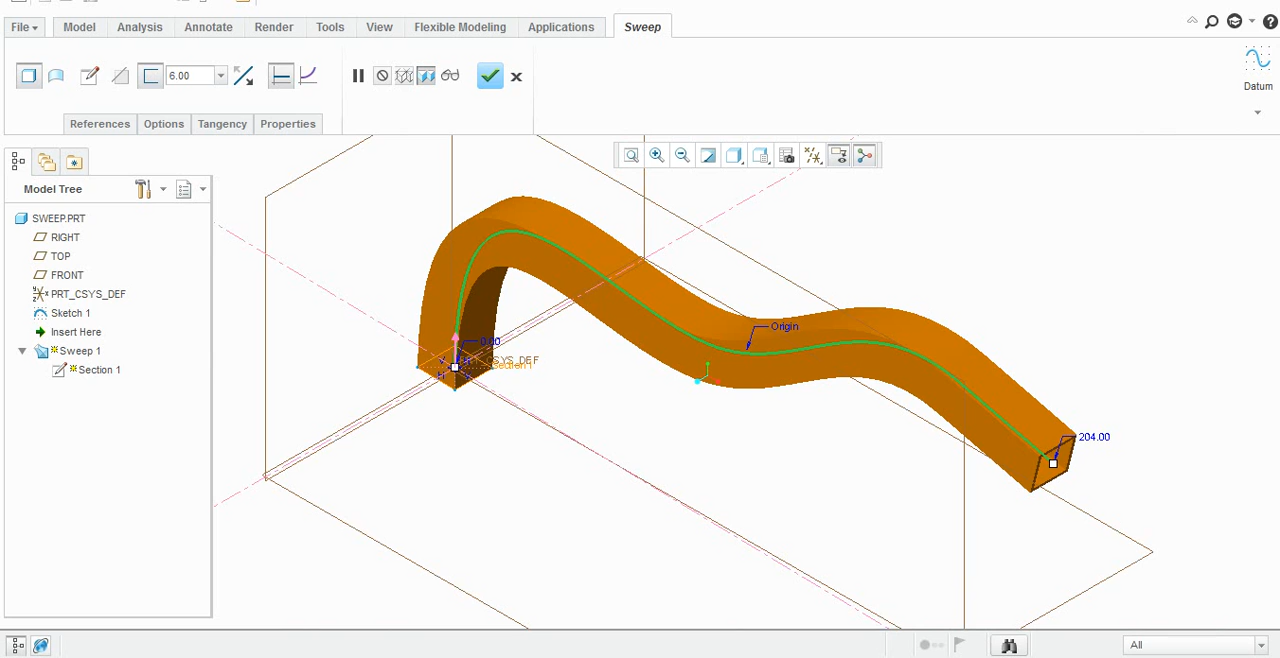 File Model Analysis Annotate Render Tools View Flexible Modeling Applications Sweep
6.00
Datum
References Options Tangency Properties
Model Tree
SWEEP.PRT
RIGHT
TOP
FRONT
PRT_CSYS_DEF
Sketch 1
Insert Here
Sweep 1
Section 1
Origin
0.00
CSYS_DEF
Section1
204.00
All